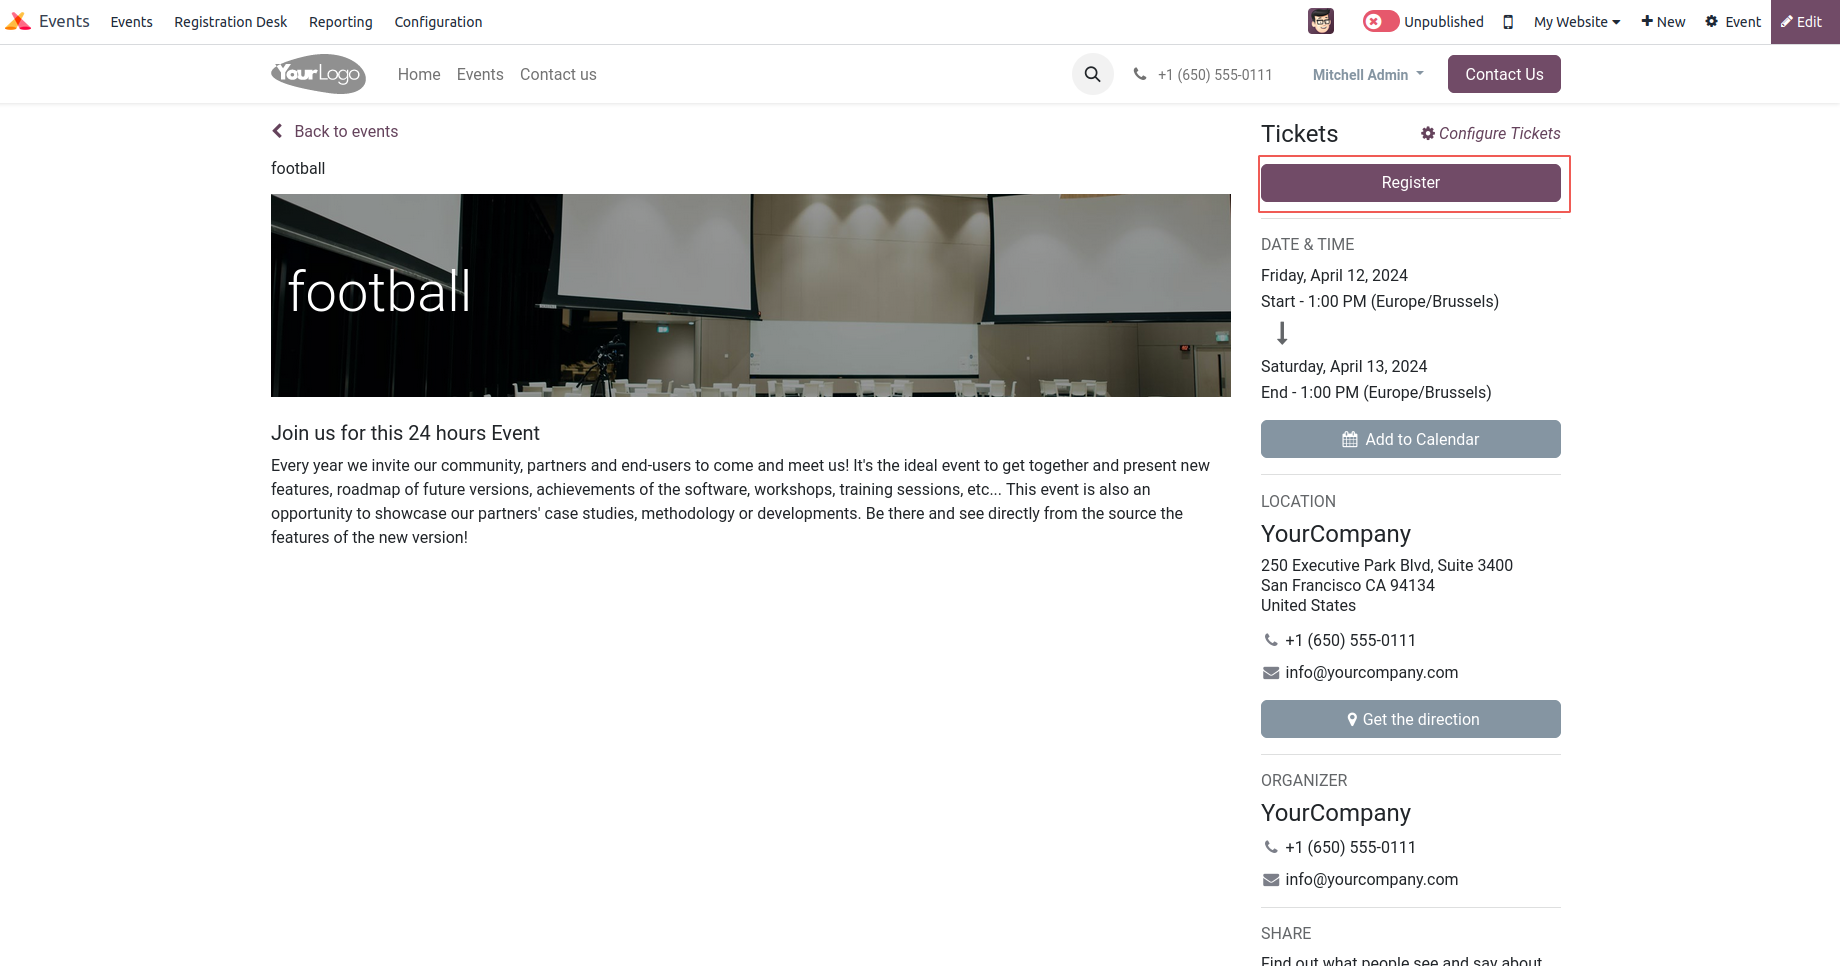 Events Events Registration Desk Reporting Configuration Unpublished My Website New Event Edit
YourLogo Home Events Contact us +1 (650) 555-0111 Mitchell Admin Contact Us
Back to events
football
football
Join us for this 24 hours Event
Every year we invite our community, partners and end-users to come and meet us! It's the ideal event to get together and present new
features, roadmap of future versions, achievements of the software, workshops, training sessions, etc... This event is also an
opportunity to showcase our partners' case studies, methodology or developments. Be there and see directly from the source the
features of the new version!
Tickets Configure Tickets
Register
DATE & TIME
Friday, April 12, 2024
Start - 1:00 PM (Europe/Brussels)
Saturday, April 13, 2024
End - 1:00 PM (Europe/Brussels)
Add to Calendar
LOCATION
YourCompany
250 Executive Park Blvd, Suite 3400
San Francisco CA 94134
United States
+1 (650) 555-0111
info@yourcompany.com
Get the direction
ORGANIZER
YourCompany
+1 (650) 555-0111
info@yourcompany.com
SHARE
Find out what people see and say about